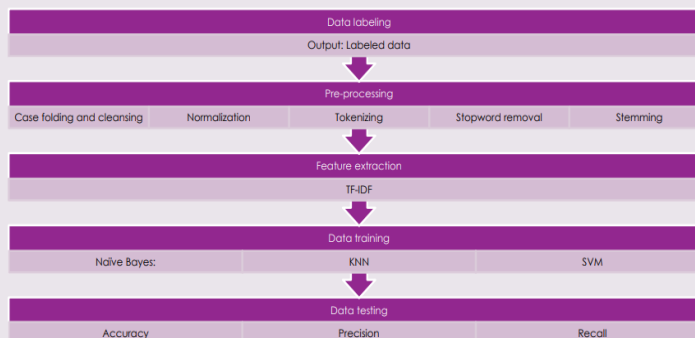 Data labeling
Output: Labeled data
Pre-processing
Case folding and cleansing Normalization Tokenizing Stopword removal Stemming
Feature extraction
TF-IDF
Data training
Naïve Bayes: KNN SVM
Data testing
Accuracy Precision Recall